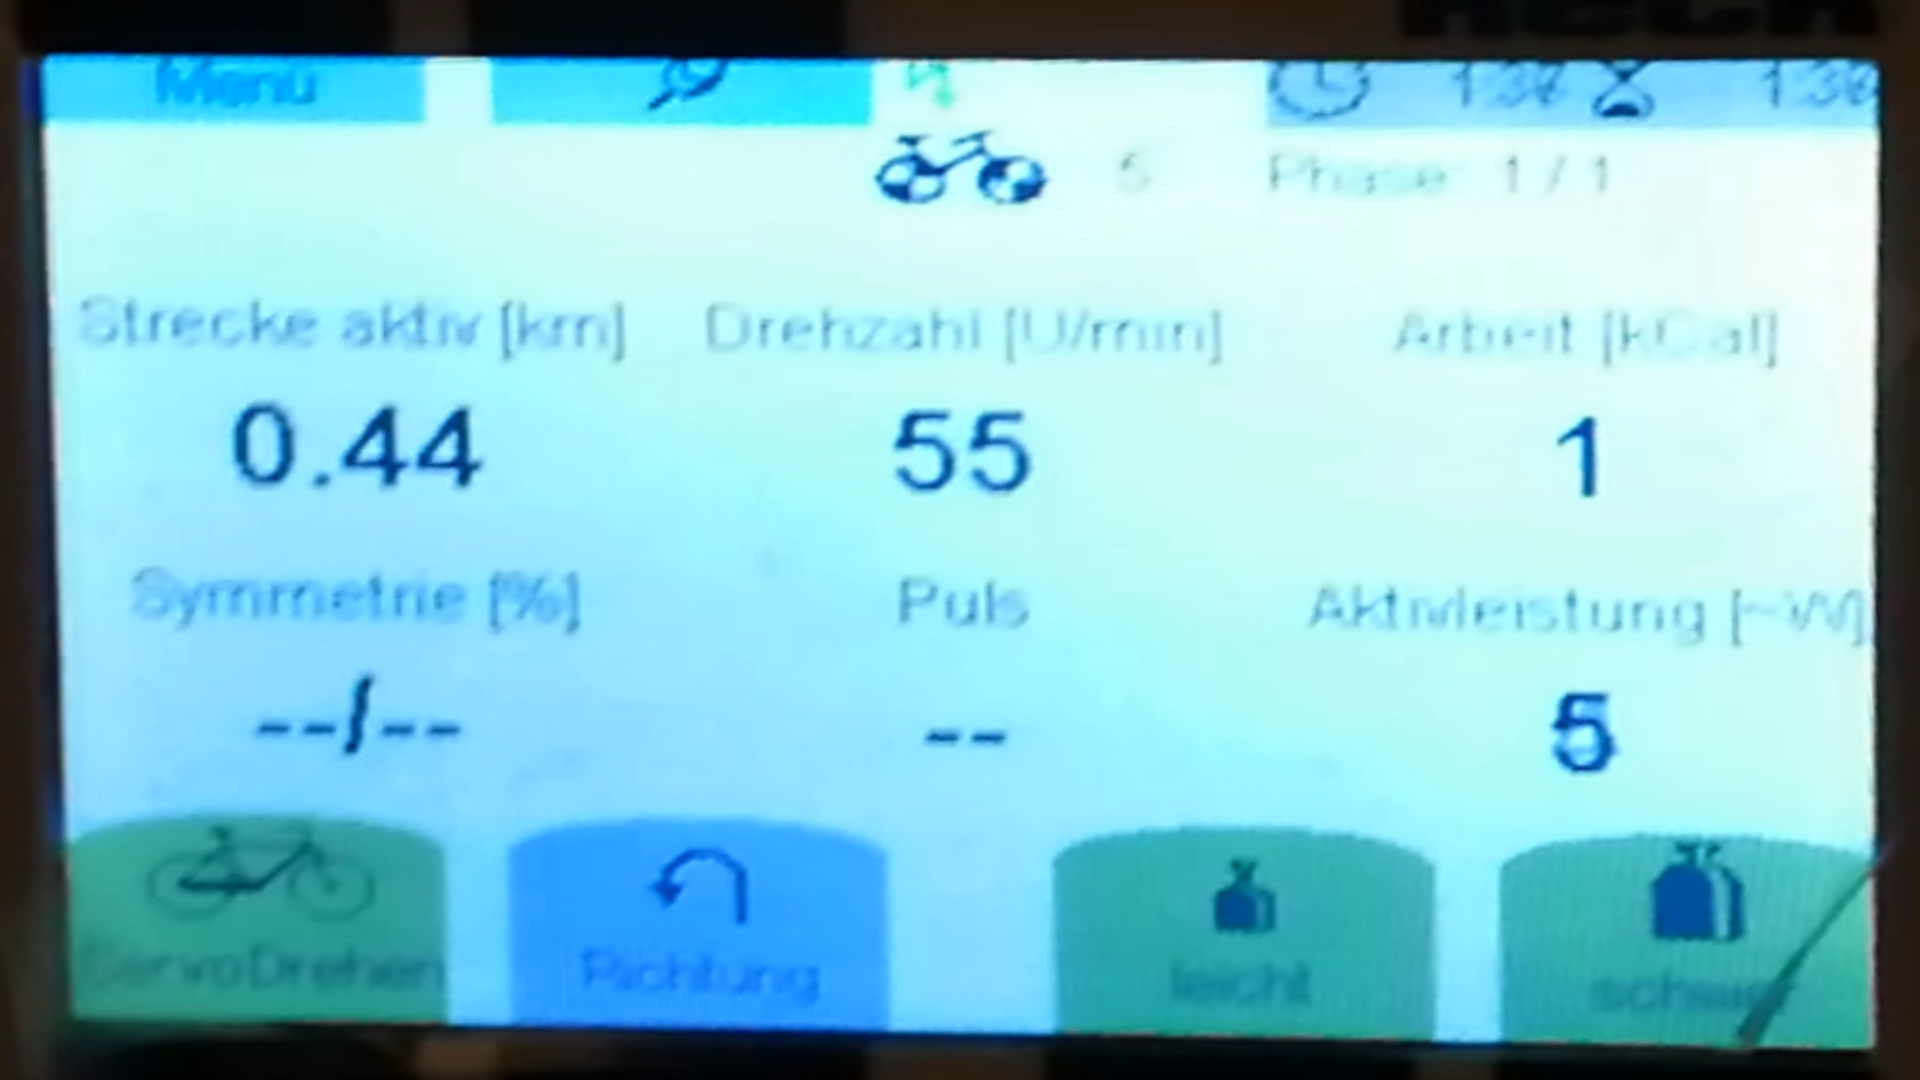 Menü
5 Phase 1 / 1
Strecke aktiv [km] Drehzahl [U/min] Arbeit [kCal]
0.44 55 1
Symmetrie [%] Puls Aktivleistung [~W]
--/-- -- 5
ServoDrehen Richtung leicht schwer